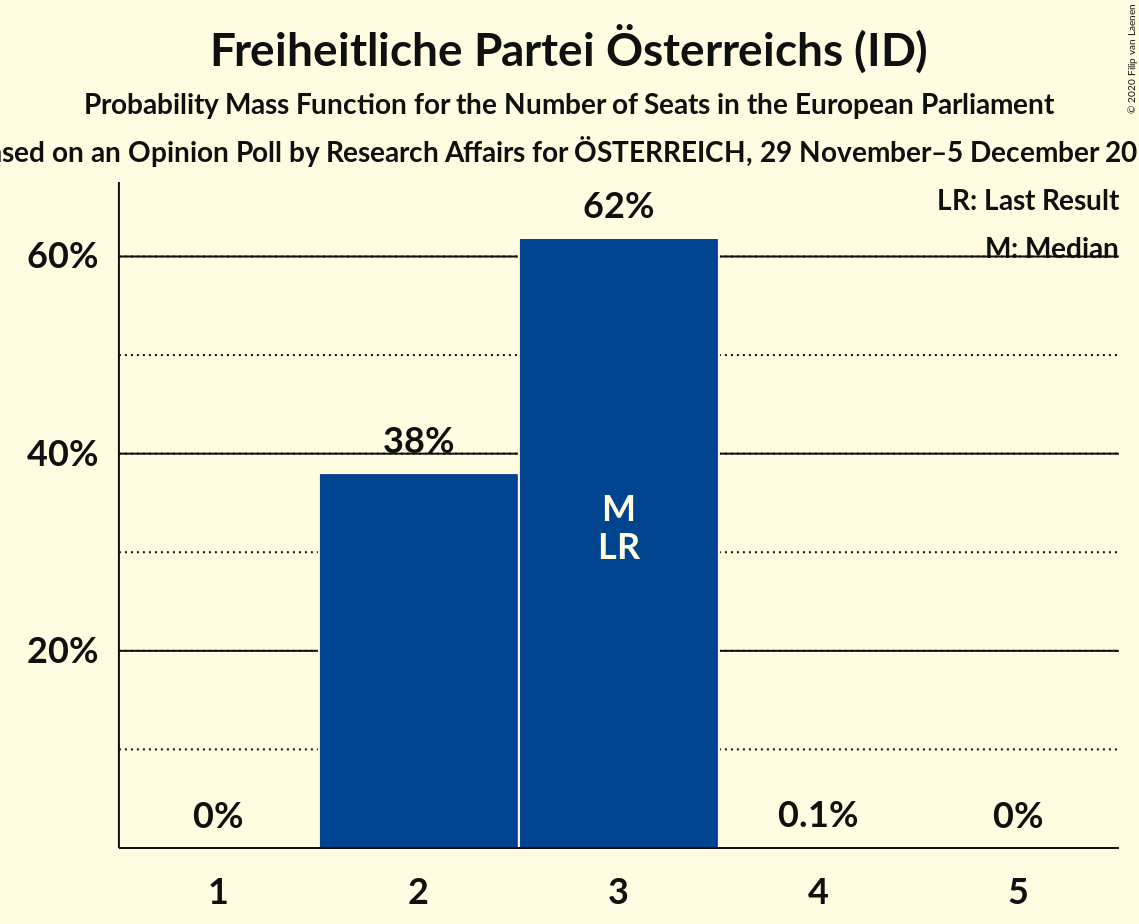 Freiheitliche Partei Österreichs (ID)
Probability Mass Function for the Number of Seats in the European Parliament
on an Opinion Poll by Research Affairs for ÖSTERREICH, 29 November–5 December
LR: Last Result
M: Median
62%
60%
38%
40%
M
LR
20%
0%
0.1%
0%
1
2
3
4
5
© 2020 Filip van Laenen